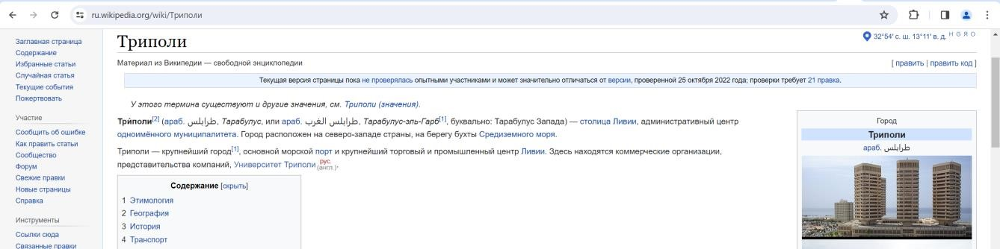 ru.wikipedia.org/wiki/Триполи
Заглавная страница
Содержание
Избранные статьи
Случайная статья
Текущие события
Пожертвовать
Участие
Сообщить об ошибке
Как править статьи
Сообщество
Форум
Свежие правки
Новые страницы
Справка
Инструменты
Ссылки сюда
Связанные правки
Триполи
32°54′ с. ш. 13°11′ в. д. H G Я O
Материал из Википедии — свободной энциклопедии
[ править | править код ]
Текущая версия страницы пока не проверялась опытными участниками и может значительно отличаться от версии, проверенной 25 октября 2022 года; проверки требует 21 правка.
У этого термина существуют и другие значения, см. Триполи (значения).
Три́поли[2] (араб. طرابلس, Тарабулус, или араб. طرابلس الغرب, Тарабулус-эль-Гарб[1], буквально: Тарабулус Запада) — столица Ливии, административный центр
одноимённого муниципалитета. Город расположен на северо-западе страны, на берегу бухты Средиземного моря.
Триполи — крупнейший город[1], основной морской порт и крупнейший торговый и промышленный центр Ливии. Здесь находятся коммерческие организации,
представительства компаний, Университет Триполи рус. (англ.).
Содержание [скрыть]
1 Этимология
2 География
3 История
4 Транспорт
Город
Триполи
араб. طرابلس